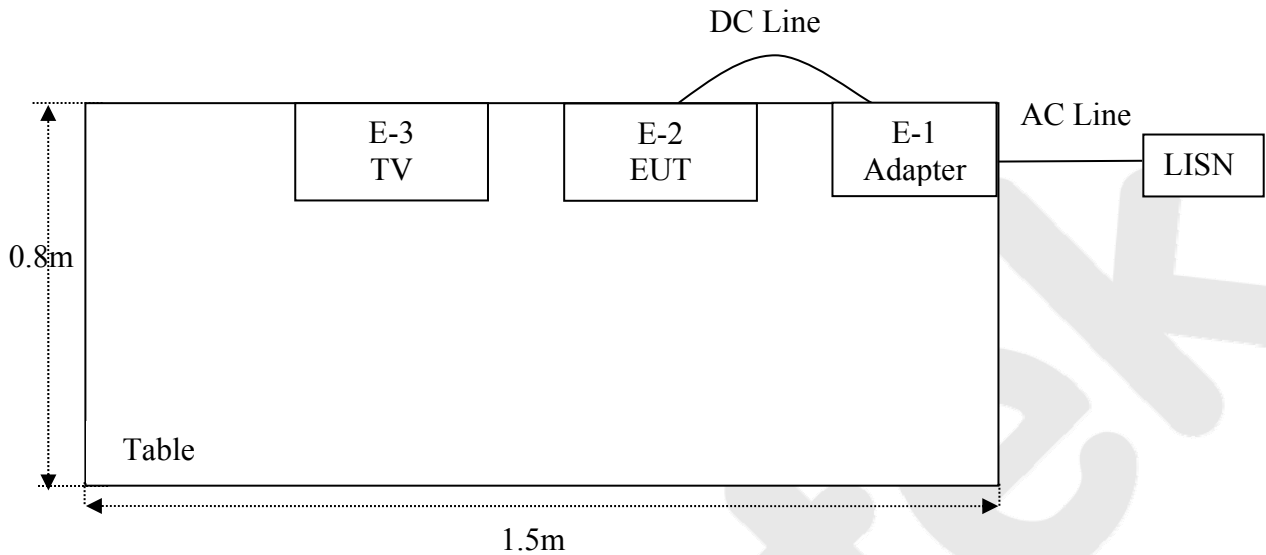 DC Line
E-3
TV
E-2
EUT
E-1
Adapter
AC Line
LISN
0.8m
Table
1.5m